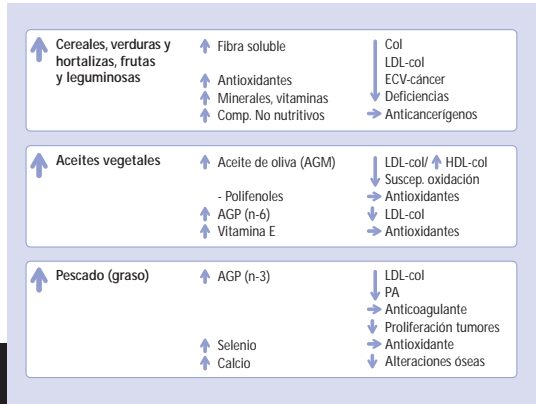 Cereales, verduras y
hortalizas, frutas
y leguminosas
Fibra soluble
Antioxidantes
Minerales, vitaminas
Comp. No nutritivos
Col
LDL-col
ECV-cáncer
Deficiencias
Anticancerígenos
Aceites vegetales
Aceite de oliva (AGM)
- Polifenoles
AGP (n-6)
Vitamina E
LDL-col/ HDL-col
Suscep. oxidación
Antioxidantes
LDL-col
Antioxidantes
Pescado (graso)
AGP (n-3)
Selenio
Calcio
LDL-col
PA
Anticoagulante
Proliferación tumores
Antioxidante
Alteraciones óseas